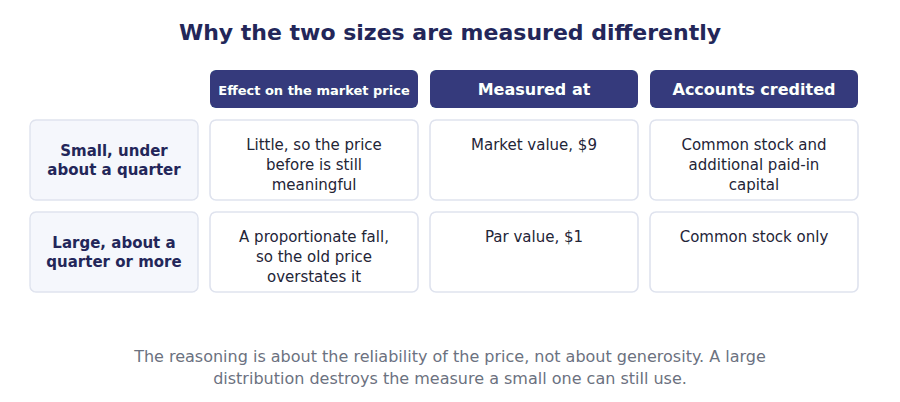 Why the two sizes are measured differently
Effect on the market price
Measured at
Accounts credited
Small, under
about a quarter
Little, so the price
before is still
meaningful
Market value, $9
Common stock and
additional paid-in
capital
Large, about a
quarter or more
A proportionate fall,
so the old price
overstates it
Par value, $1
Common stock only
The reasoning is about the reliability of the price, not about generosity. A large
distribution destroys the measure a small one can still use.